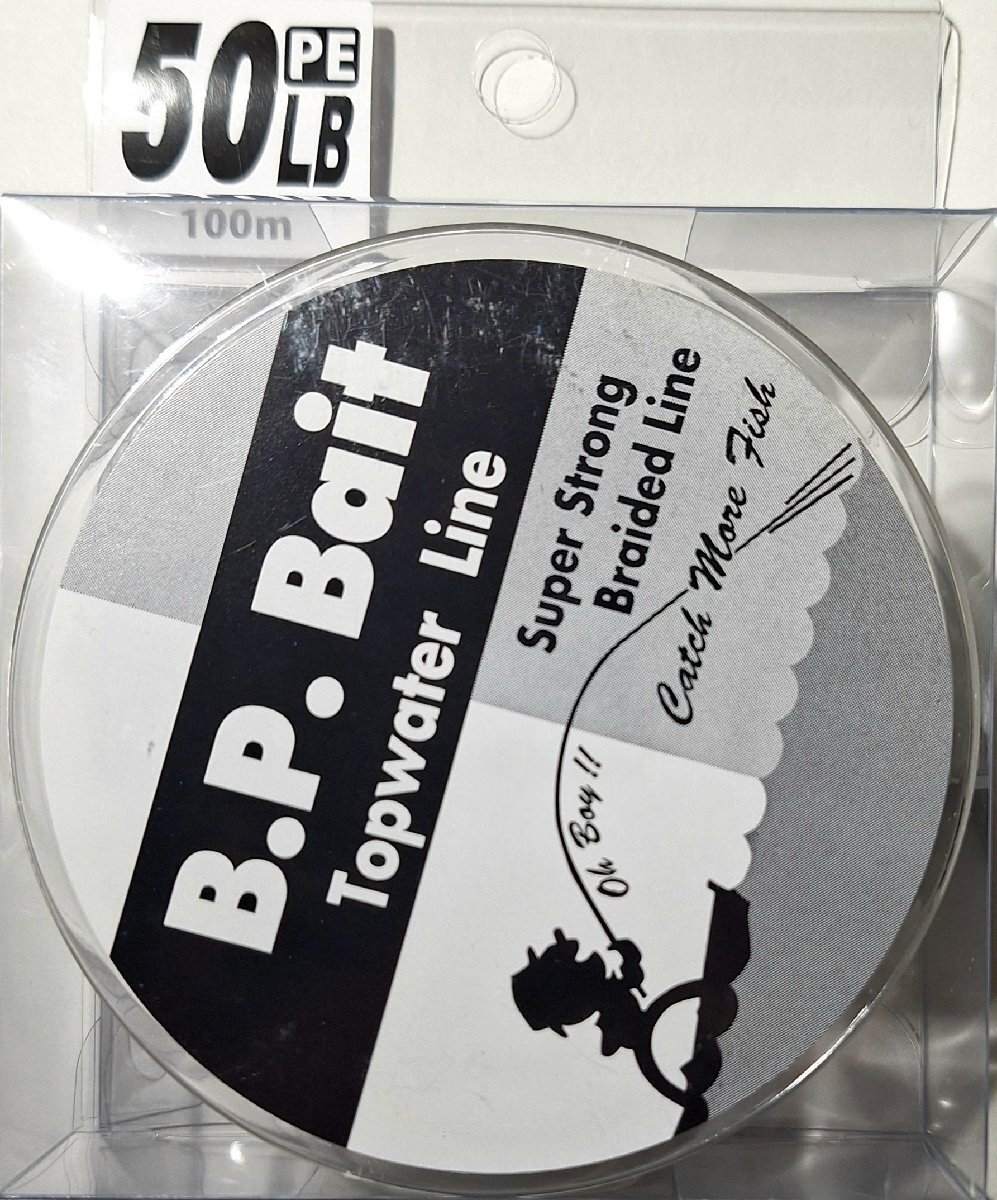 50 PE
LB
100m
B.P. Bait
Topwater Line
Super Strong
Braided Line
Catch More Fish
Oh Boy!!